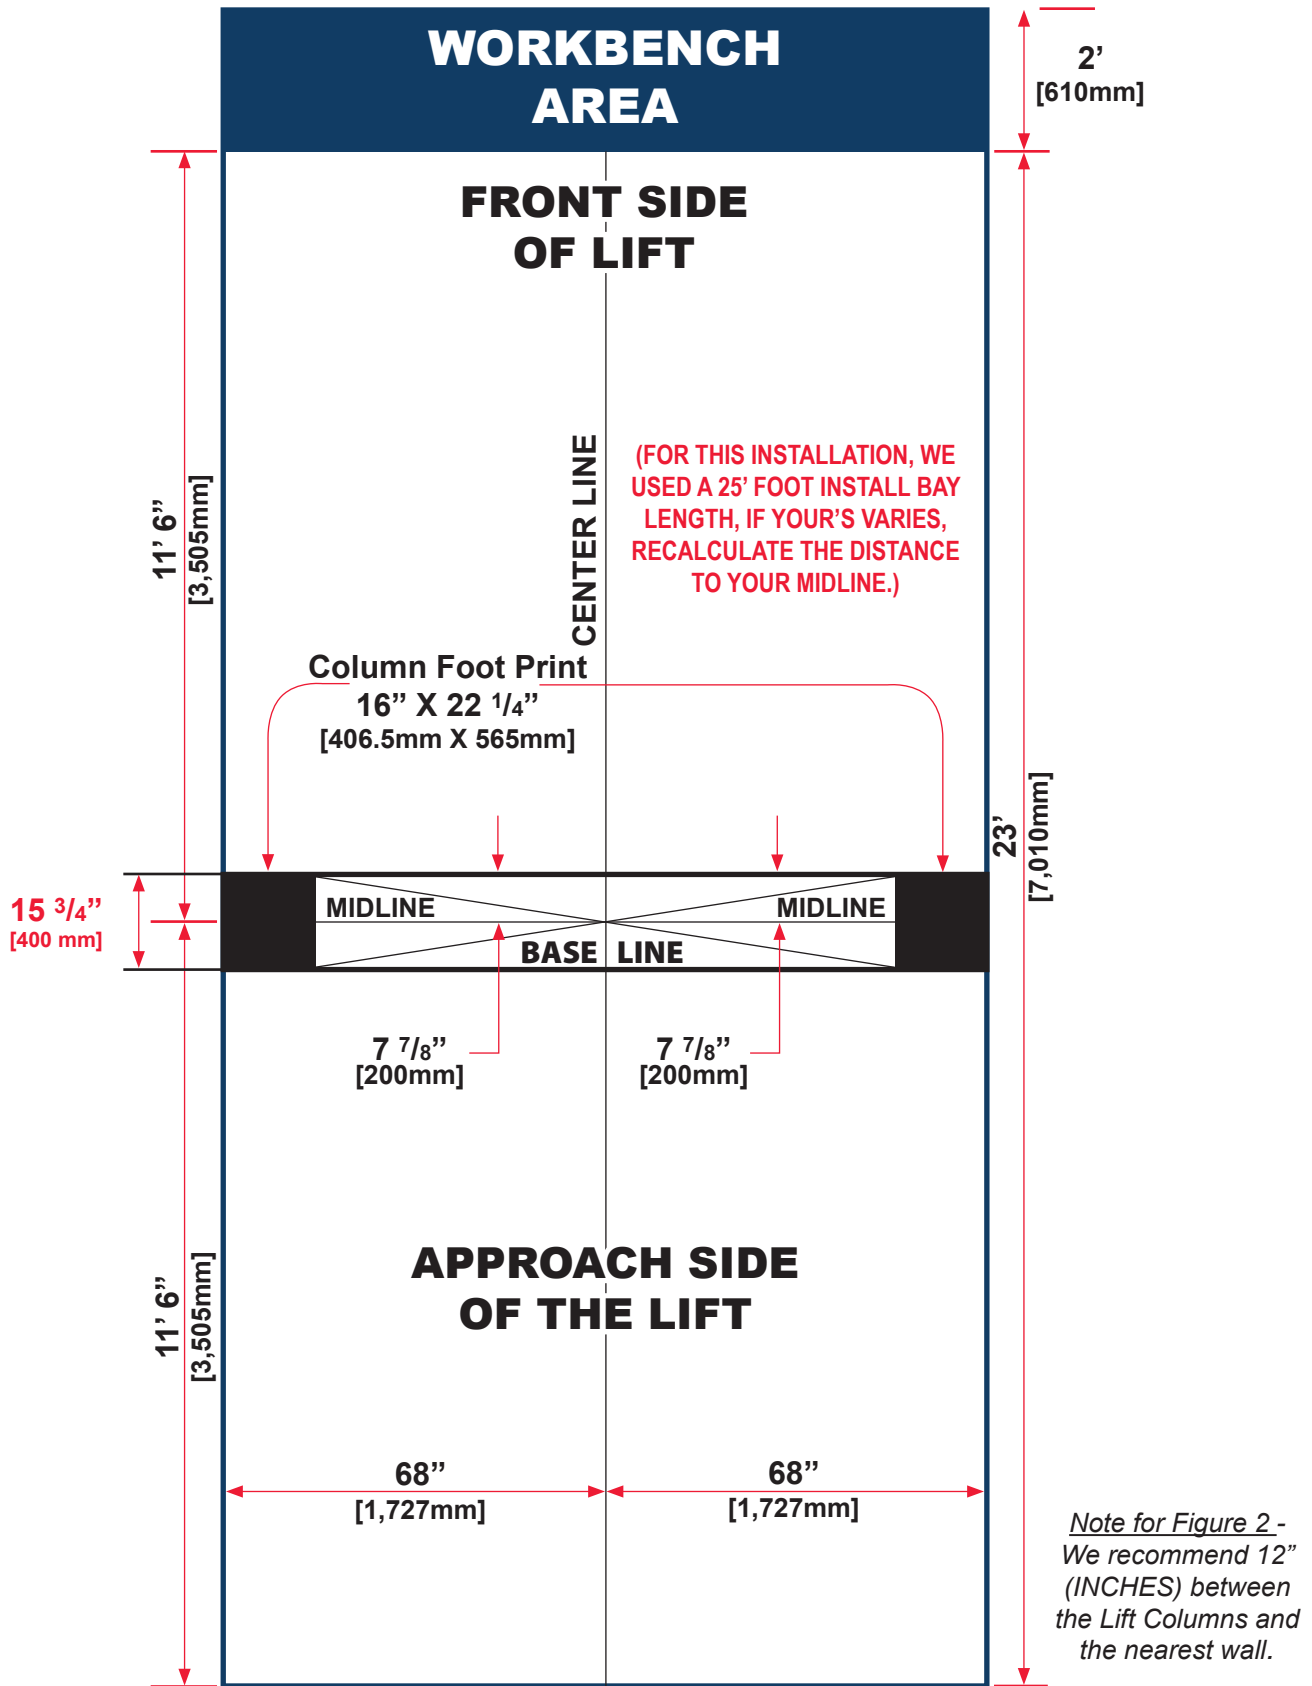 WORKBENCH
AREA
2’
[610mm]
FRONT SIDE
OF LIFT
CENTER LINE
(FOR THIS INSTALLATION, WE
USED A 25’ FOOT INSTALL BAY
LENGTH, IF YOUR’S VARIES,
RECALCULATE THE DISTANCE
TO YOUR MIDLINE.)
11’ 6”
[3,505mm]
Column Foot Print
16” X 22 1/4”
[406.5mm X 565mm]
23’
[7,010mm]
15 3/4”
[400 mm]
MIDLINE
MIDLINE
BASE LINE
7 7/8”
[200mm]
7 7/8”
[200mm]
APPROACH SIDE
OF THE LIFT
11’ 6”
[3,505mm]
68”
[1,727mm]
68”
[1,727mm]
Note for Figure 2 -
We recommend 12”
(INCHES) between
the Lift Columns and
the nearest wall.